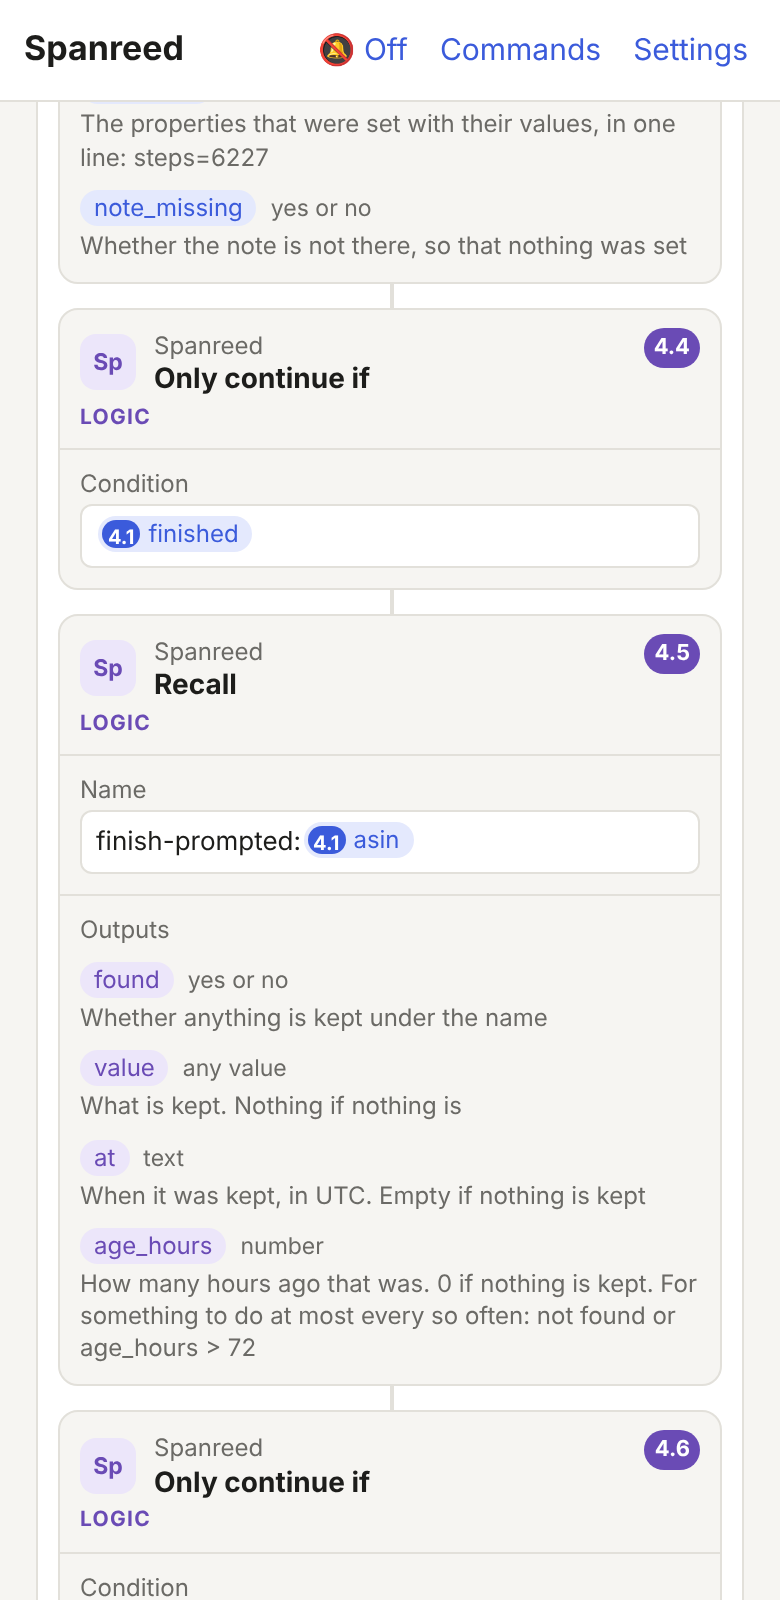 Spanreed
Off
Commands
Settings
The properties that were set with their values, in one
line: steps=6227
note_missing yes or no
Whether the note is not there, so that nothing was set
Sp
Spanreed
Only continue if
4.4
LOGIC
Condition
4.1 finished
Sp
Spanreed
Recall
4.5
LOGIC
Name
finish-prompted: 4.1 asin
Outputs
found yes or no
Whether anything is kept under the name
value any value
What is kept. Nothing if nothing is
at text
When it was kept, in UTC. Empty if nothing is kept
age_hours number
How many hours ago that was. 0 if nothing is kept. For
something to do at most every so often: not found or
age_hours > 72
Sp
Spanreed
Only continue if
4.6
LOGIC
Condition